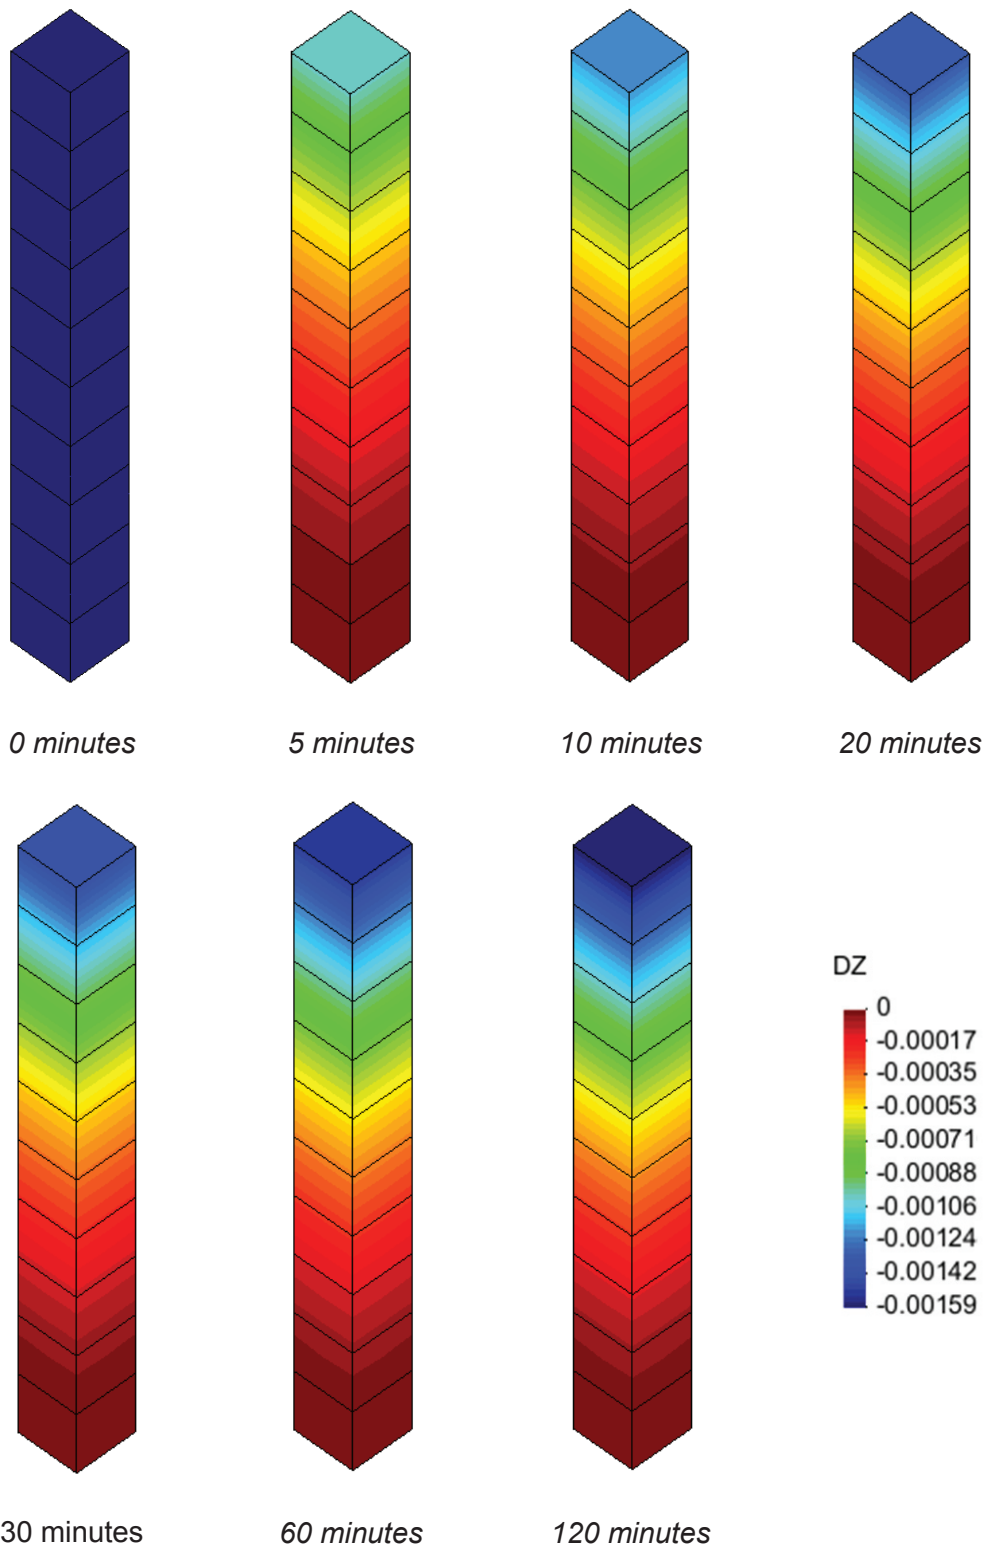 0 minutes
5 minutes
10 minutes
20 minutes
30 minutes
60 minutes
120 minutes
DZ
0
-0.00017
-0.00035
-0.00053
-0.00071
-0.00088
-0.00106
-0.00124
-0.00142
-0.00159